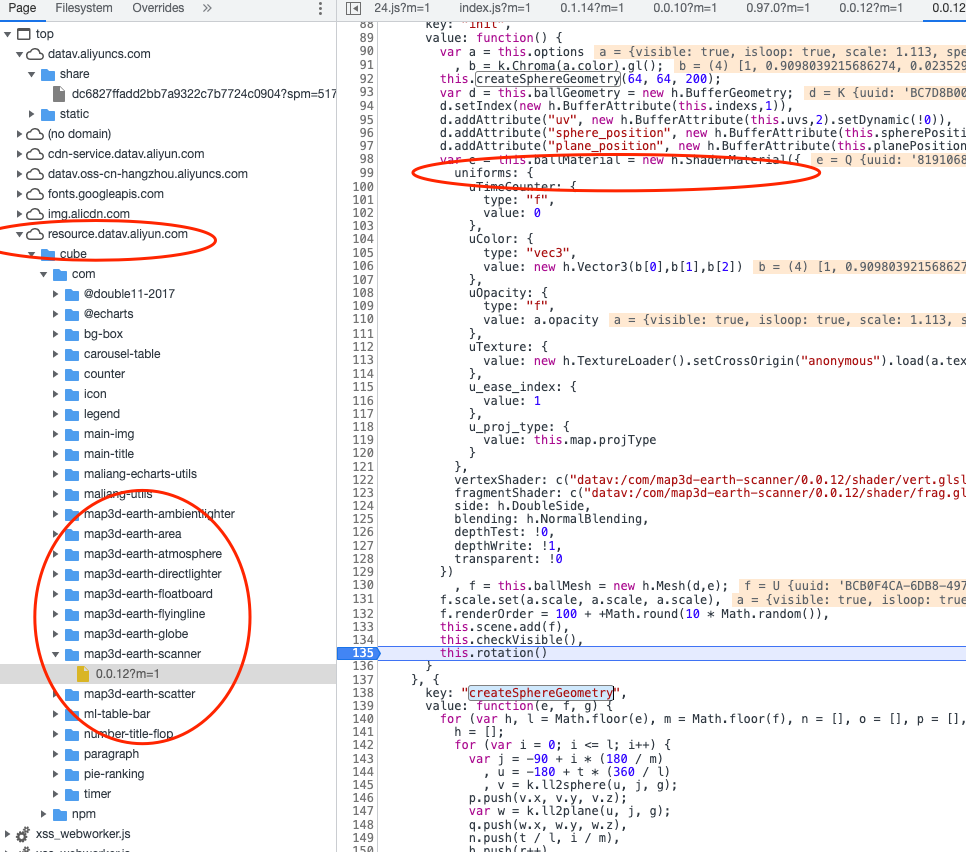 Page Filesystem Overrides »
24.js?m=1 index.js?m=1 0.1.14?m=1 0.0.10?m=1 0.97.0?m=1 0.0.12?m=1 0.0.12
top
datav.aliyuncs.com
share
dc6827ffadd2bb7a9322c7b7724c0904?spm=517
static
(no domain)
cdn-service.datav.aliyun.com
datav.oss-cn-hangzhou.aliyuncs.com
fonts.googleapis.com
img.alicdn.com
resource.datav.aliyun.com
cube
com
@double11-2017
@echarts
bg-box
carousel-table
counter
icon
legend
main-img
main-title
maliang-echarts-utils
maliang-utils
map3d-earth-ambientlighter
map3d-earth-area
map3d-earth-atmosphere
map3d-earth-directlighter
map3d-earth-floatboard
map3d-earth-flyingline
map3d-earth-globe
map3d-earth-scanner
0.0.12?m=1
map3d-earth-scatter
ml-table-bar
number-title-flop
paragraph
pie-ranking
timer
npm
xss_webworker.js
xss_webworker.js
88 key: "init",
89 value: function() {
90 var a = this.options a = {visible: true, isloop: true, scale: 1.113, spe
91 , b = k.Chroma(a.color).gl(); b = (4) [1, 0.9098039215686274, 0.023529
92 this.createSphereGeometry(64, 64, 200);
93 var d = this.ballGeometry = new h.BufferGeometry; d = K {uuid: 'BC7D8B00
94 d.setIndex(new h.BufferAttribute(this.indexs,1)),
95 d.addAttribute("uv", new h.BufferAttribute(this.uvs,2).setDynamic(!0)),
96 d.addAttribute("sphere_position", new h.BufferAttribute(this.spherePositi
97 d.addAttribute("plane_position", new h.BufferAttribute(this.planePosition
98 var e = this.ballMaterial = new h.ShaderMaterial({ e = Q {uuid: '8191068
99 uniforms: {
100 uTimeCounter: {
101 type: "f",
102 value: 0
103 },
104 uColor: {
105 type: "vec3",
106 value: new h.Vector3(b[0],b[1],b[2]) b = (4) [1, 0.909803921568627
107 },
108 uOpacity: {
109 type: "f",
110 value: a.opacity a = {visible: true, isloop: true, scale: 1.113, s
111 },
112 uTexture: {
113 value: new h.TextureLoader().setCrossOrigin("anonymous").load(a.tex
114 },
115 u_ease_index: {
116 value: 1
117 },
118 u_proj_type: {
119 value: this.map.projType
120 }
121 },
122 vertexShader: c("datav:/com/map3d-earth-scanner/0.0.12/shader/vert.glsl
123 fragmentShader: c("datav:/com/map3d-earth-scanner/0.0.12/shader/frag.gl
124 side: h.DoubleSide,
125 blending: h.NormalBlending,
126 depthTest: !0,
127 depthWrite: !1,
128 transparent: !0
129 })
130 , f = this.ballMesh = new h.Mesh(d,e); f = U {uuid: 'BCB0F4CA-6DB8-497
131 f.scale.set(a.scale, a.scale, a.scale), a = {visible: true, isloop: true
132 f.renderOrder = 100 + +Math.round(10 * Math.random()),
133 this.scene.add(f),
134 this.checkVisible(),
135 this.rotation()
136 }
137 }, {
138 key: "createSphereGeometry",
139 value: function(e, f, g) {
140 for (var h, l = Math.floor(e), m = Math.floor(f), n = [], o = [], p = [],
141 h = [];
142 for (var i = 0; i <= l; i++) {
143 var j = -90 + i * (180 / m)
144 , u = -180 + t * (360 / l)
145 , v = k.ll2sphere(u, j, g);
146 p.push(v.x, v.y, v.z);
147 var w = k.ll2plane(u, j, g);
148 q.push(w.x, w.y, w.z),
149 n.push(t / l, i / m),
150 h.push(r++)